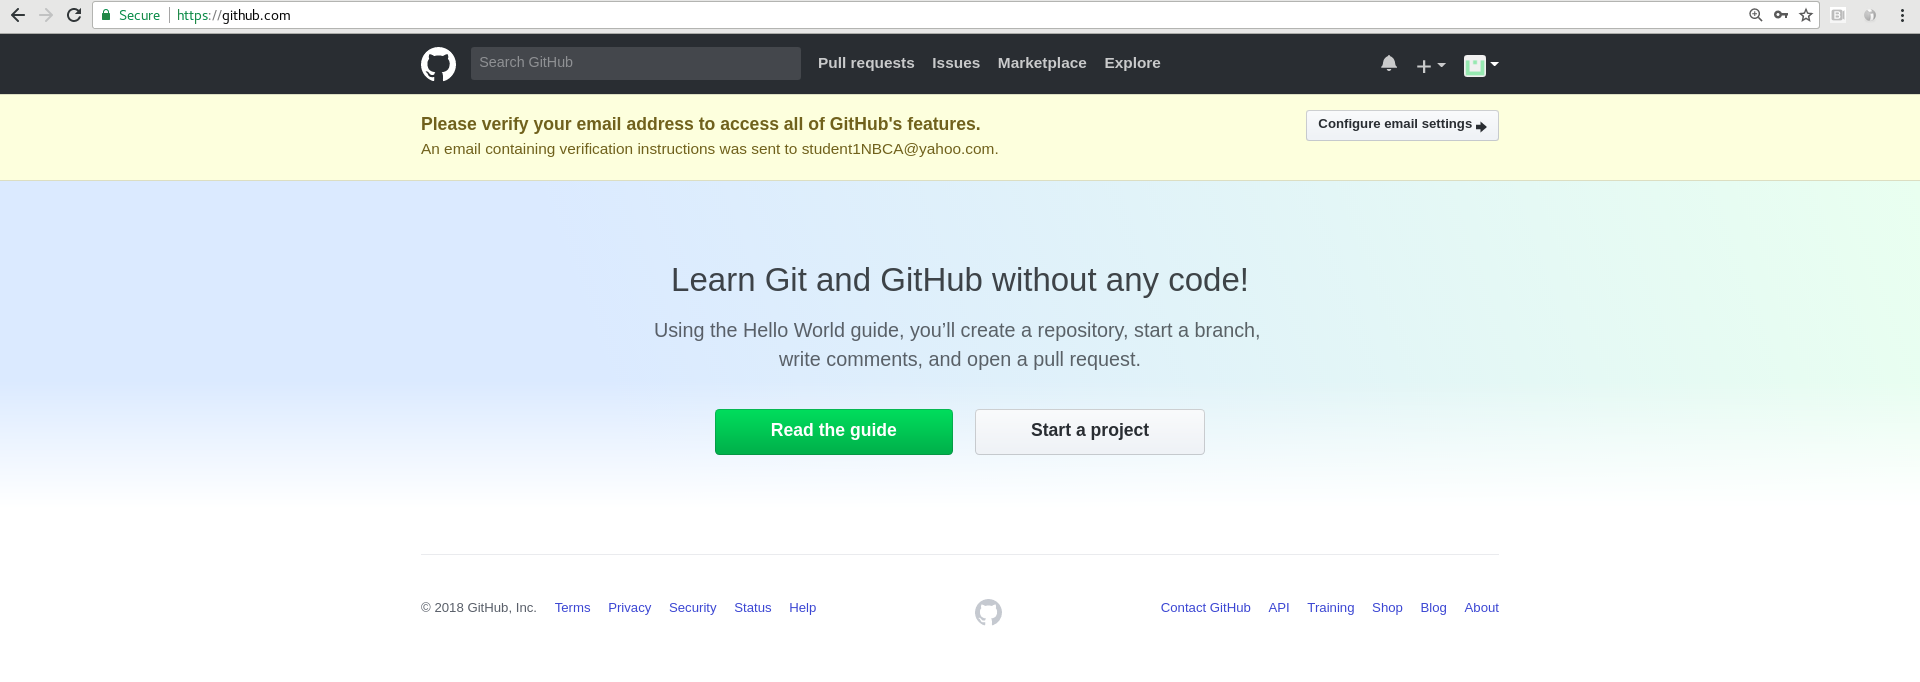 Secure https://github.com
Search GitHub Pull requests Issues Marketplace Explore
Please verify your email address to access all of GitHub's features.
An email containing verification instructions was sent to student1NBCA@yahoo.com.
Configure email settings
Learn Git and GitHub without any code!
Using the Hello World guide, you’ll create a repository, start a branch,
write comments, and open a pull request.
Read the guide Start a project
© 2018 GitHub, Inc. Terms Privacy Security Status Help Contact GitHub API Training Shop Blog About